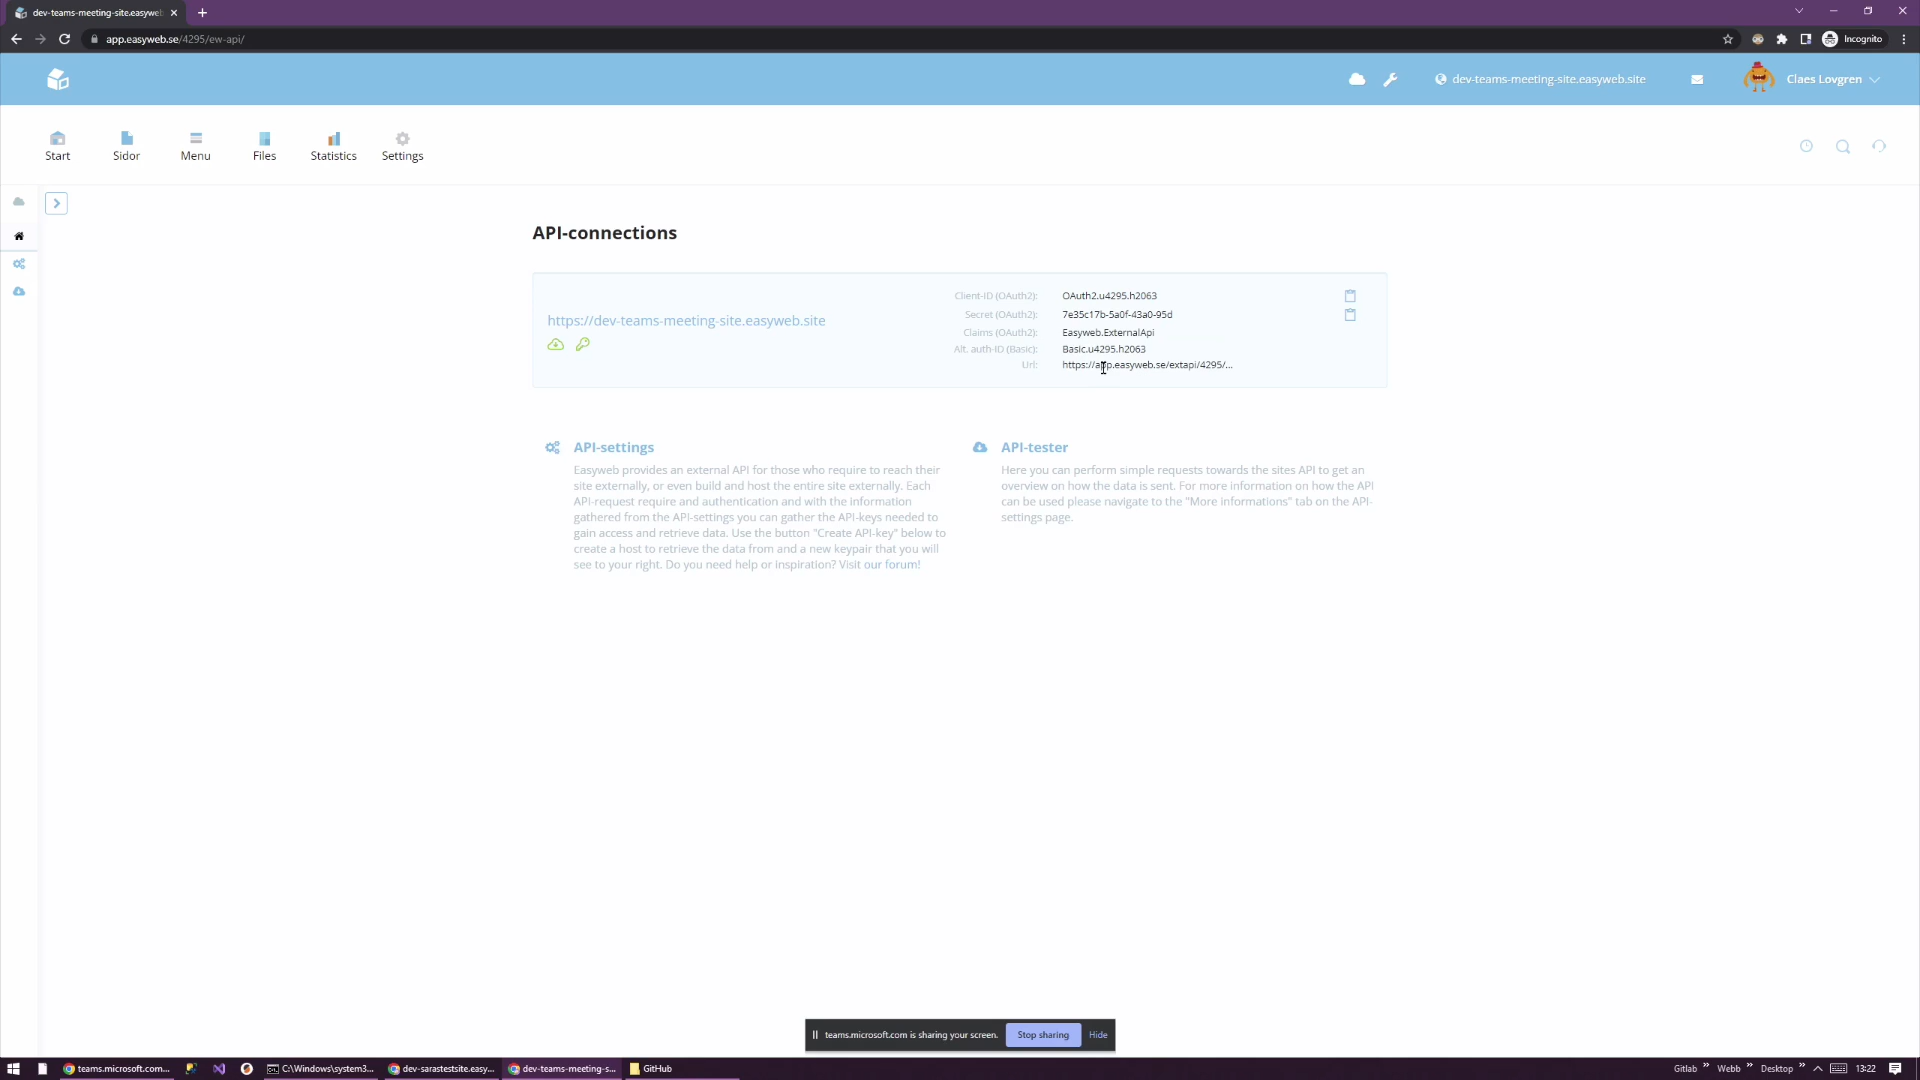 dev-teams-meeting-site.easyweb
app.easyweb.se/4295/ew-api/
Incognito
dev-teams-meeting-site.easyweb.site
Claes Lovgren
Start
Sidor
Menu
Files
Statistics
Settings
API-connections
https://dev-teams-meeting-site.easyweb.site
Client-ID (OAuth2): OAuth2.u4295.h2063
Secret (OAuth2): 7e35c17b-5a0f-43a0-95d
Claims (OAuth2): Easyweb.ExternalApi
Alt. auth-ID (Basic): Basic.u4295.h2063
Url: https://app.easyweb.se/extapi/4295/...
API-settings
Easyweb provides an external API for those who require to reach their
site externally, or even build and host the entire site externally. Each
API-request require and authentication and with the information
gathered from the API-settings you can gather the API-keys needed to
gain access and retrieve data. Use the button "Create API-key" below to
create a host to retrieve the data from and a new keypair that you will
see to your right. Do you need help or inspiration? Visit our forum!
API-tester
Here you can perform simple requests towards the sites API to get an
overview on how the data is sent. For more information on how the API
can be used please navigate to the "More informations" tab on the API-
settings page.
teams.microsoft.com is sharing your screen.
Stop sharing
Hide
teams.microsoft.com...
C:\Windows\system3...
dev-sarastestsite.easy...
dev-teams-meeting-s...
GitHub
Gitlab
Webb
Desktop
13:22